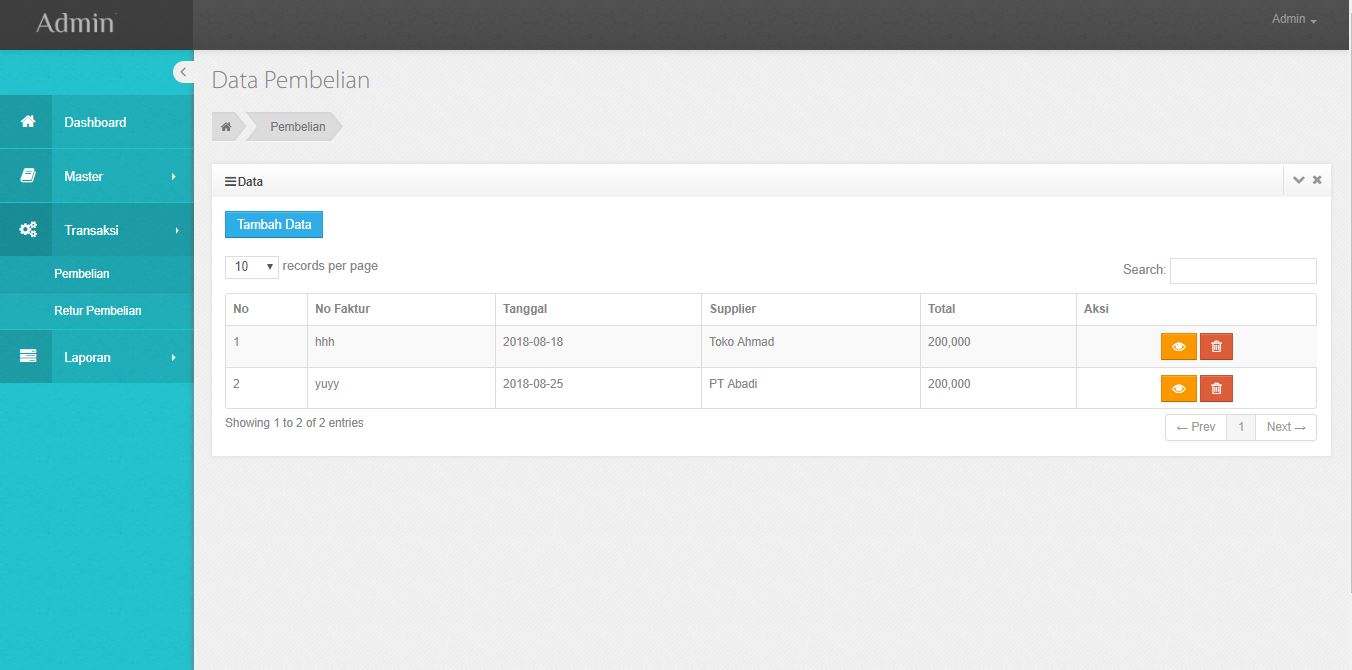 Admin
Admin
Data Pembelian
Pembelian
Dashboard
Master
Transaksi
Pembelian
Retur Pembelian
Laporan
Data
Tambah Data
10 records per page
Search:
No No Faktur Tanggal Supplier Total Aksi
1 hhh 2018-08-18 Toko Ahmad 200,000
2 yuyy 2018-08-25 PT Abadi 200,000
Showing 1 to 2 of 2 entries
← Prev 1 Next →